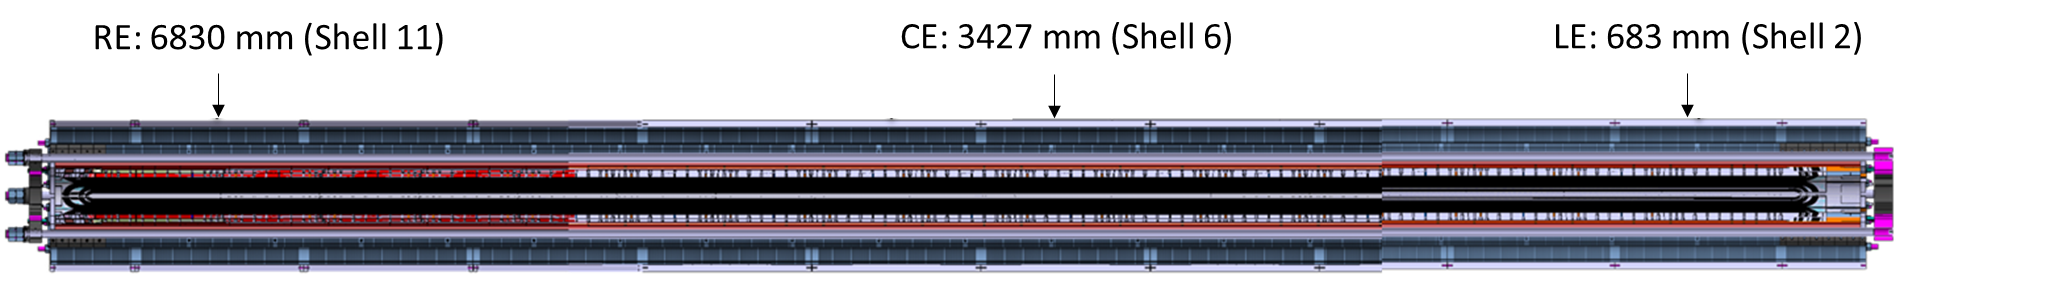 RE: 6830 mm (Shell 11)
CE: 3427 mm (Shell 6)
LE: 683 mm (Shell 2)